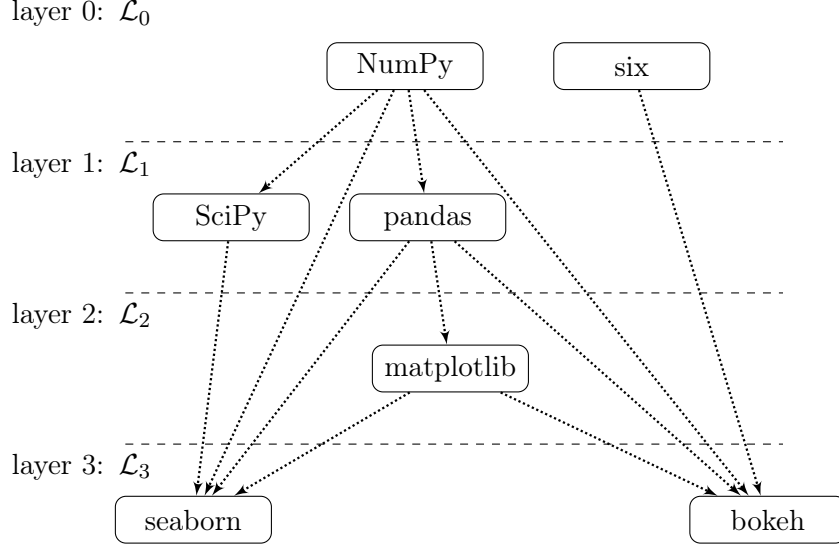 layer 0: ℒ₀
NumPy six
layer 1: ℒ₁
SciPy pandas
layer 2: ℒ₂
matplotlib
layer 3: ℒ₃
seaborn bokeh